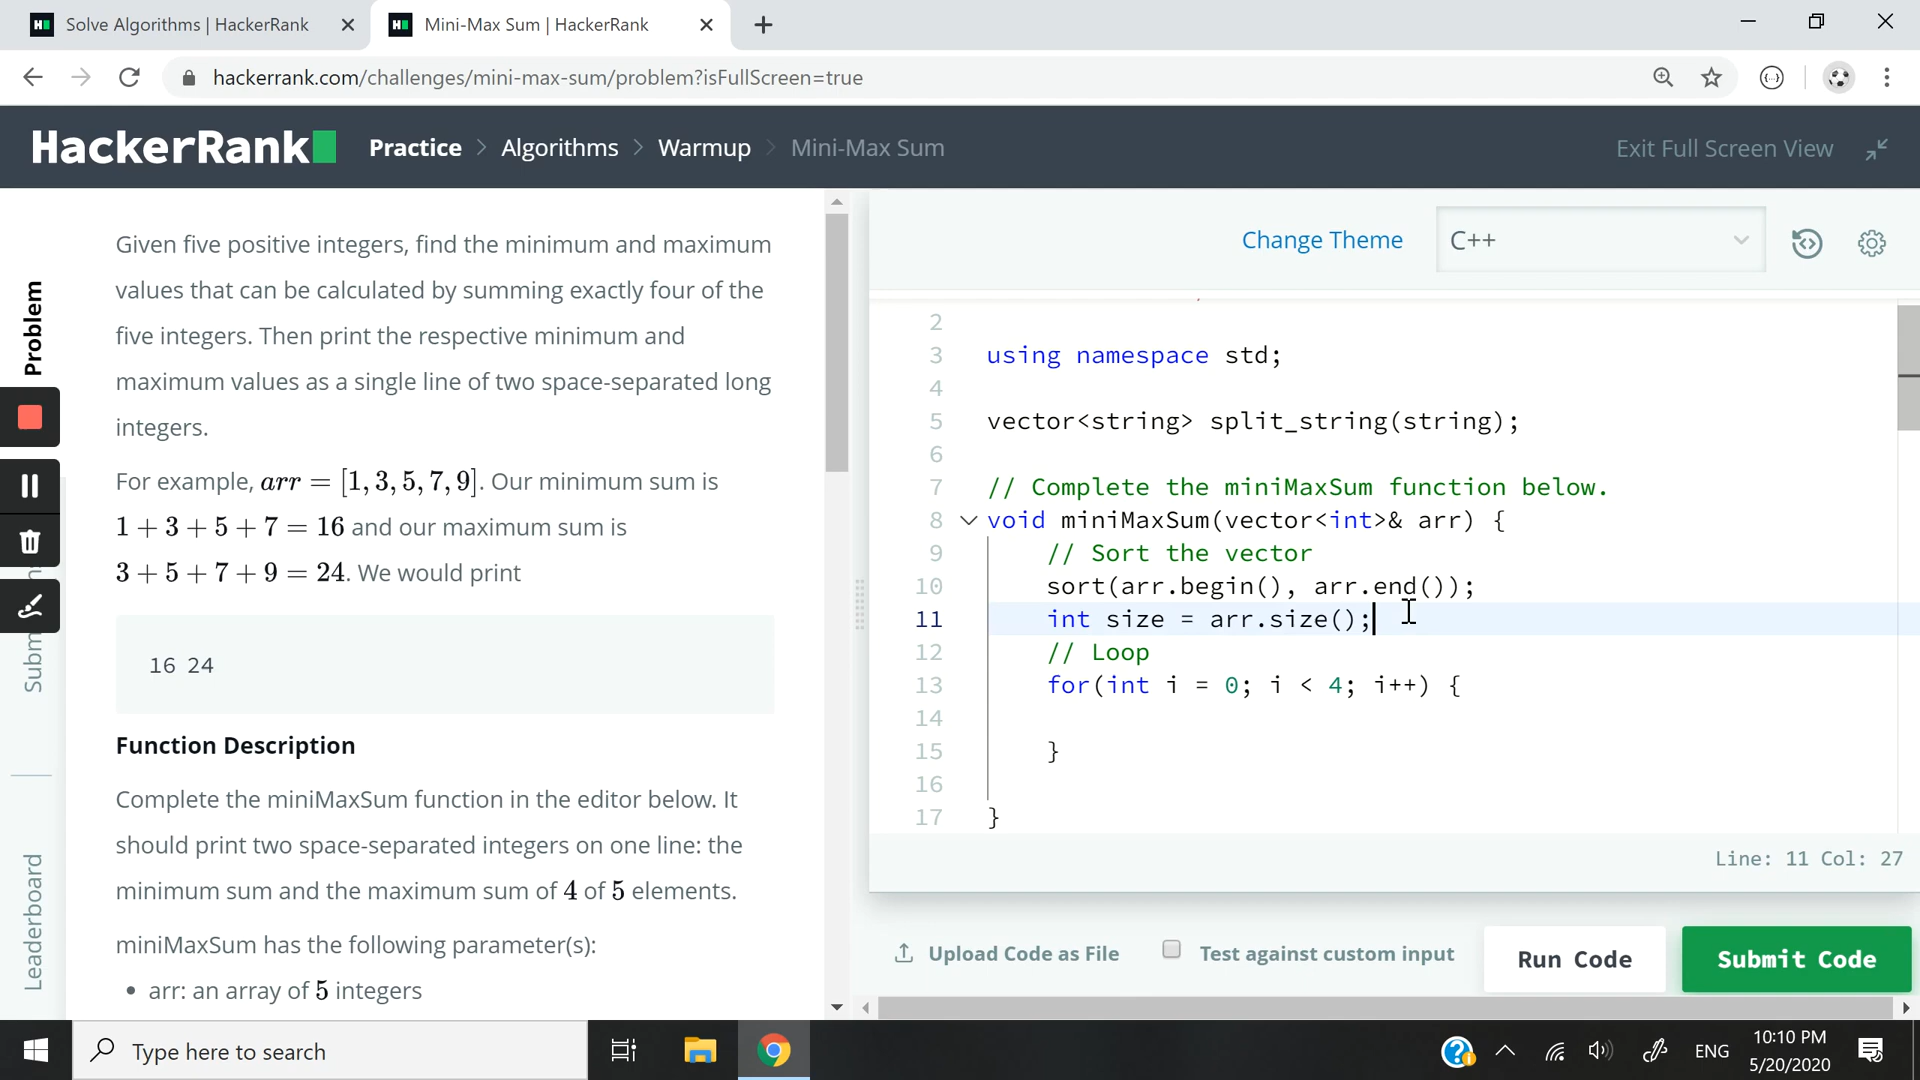 Solve Algorithms | HackerRank
Mini-Max Sum | HackerRank
hackerrank.com/challenges/mini-max-sum/problem?isFullScreen=true
HackerRank
Practice > Algorithms > Warmup > Mini-Max Sum
Exit Full Screen View
Problem
Subm
ns
Leaderboard
Given five positive integers, find the minimum and maximum
values that can be calculated by summing exactly four of the
five integers. Then print the respective minimum and
maximum values as a single line of two space-separated long
integers.
For example, arr = [1, 3, 5, 7, 9]. Our minimum sum is
1 + 3 + 5 + 7 = 16 and our maximum sum is
3 + 5 + 7 + 9 = 24. We would print
16 24
Function Description
Complete the miniMaxSum function in the editor below. It
should print two space-separated integers on one line: the
minimum sum and the maximum sum of 4 of 5 elements.
miniMaxSum has the following parameter(s):
• arr: an array of 5 integers
Change Theme
C++
2
3 using namespace std;
4
5 vector<string> split_string(string);
6
7 // Complete the miniMaxSum function below.
8 void miniMaxSum(vector<int>& arr) {
9 // Sort the vector
10 sort(arr.begin(), arr.end());
11 int size = arr.size();
12 // Loop
13 for(int i = 0; i < 4; i++) {
14
15 }
16
17 }
Line: 11 Col: 27
Upload Code as File
Test against custom input
Run Code
Submit Code
Type here to search
ENG
10:10 PM
5/20/2020